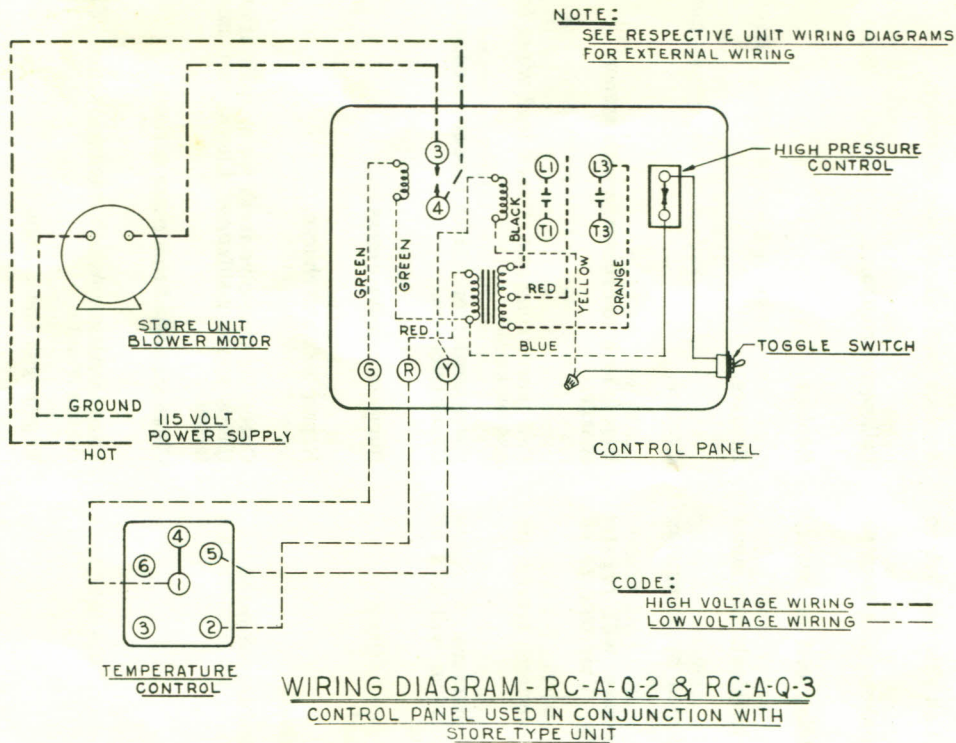 NOTE:
SEE RESPECTIVE UNIT WIRING DIAGRAMS
FOR EXTERNAL WIRING
HIGH PRESSURE
CONTROL
3
4
L1
L3
T1
T3
BLACK
GREEN
GREEN
RED
YELLOW
ORANGE
RED
BLUE
G
R
Y
TOGGLE SWITCH
STORE UNIT
BLOWER MOTOR
GROUND
115 VOLT
POWER SUPPLY
HOT
CONTROL PANEL
4
5
6
1
3
2
TEMPERATURE
CONTROL
CODE:
HIGH VOLTAGE WIRING
LOW VOLTAGE WIRING
WIRING DIAGRAM - RC-A-Q-2 & RC-A-Q-3
CONTROL PANEL USED IN CONJUNCTION WITH
STORE TYPE UNIT